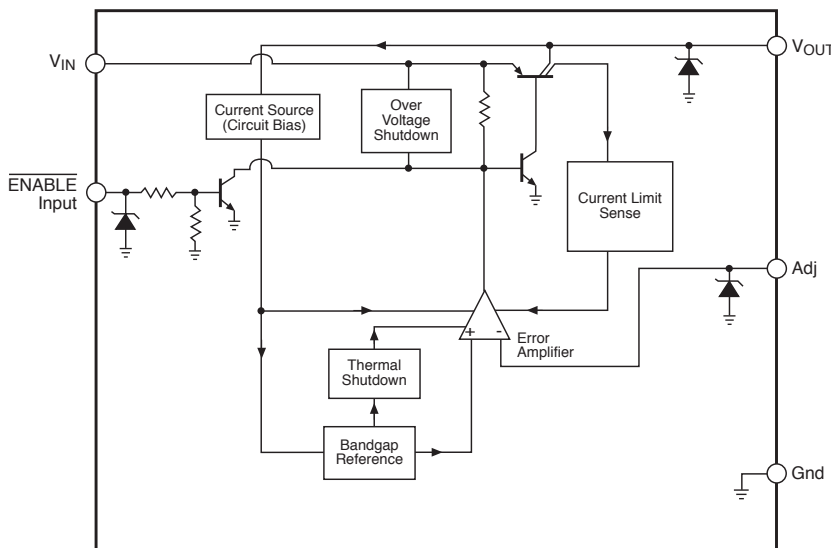 VOUT
VIN
Current Source
(Circuit Bias)
Over
Voltage
Shutdown
ENABLE
Input
Current Limit
Sense
Adj
+
-
Error
Amplifier
Thermal
Shutdown
Bandgap
Reference
Gnd